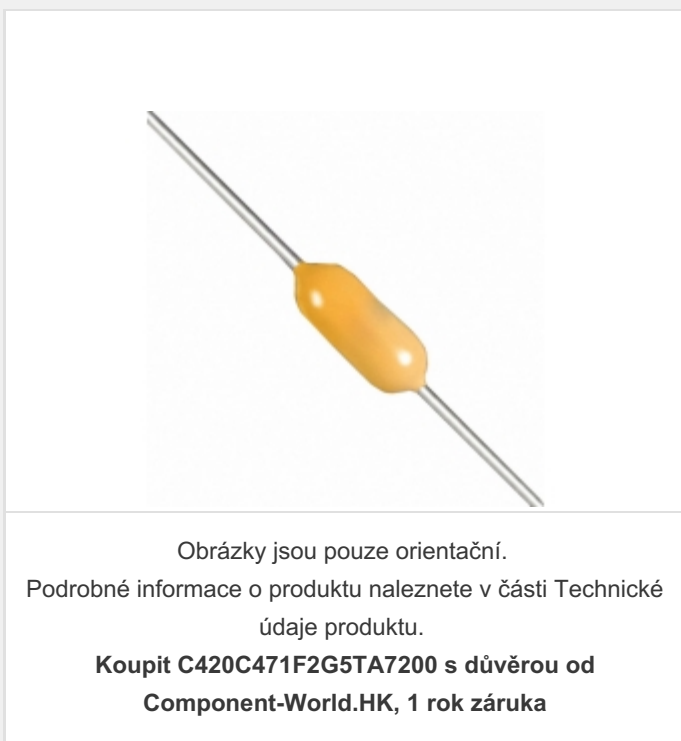 Obrázky jsou pouze orientační.
Podrobné informace o produktu naleznete v části Technické
údaje produktu.
Koupit C420C471F2G5TA7200 s důvěrou od
Component-World.HK, 1 rok záruka